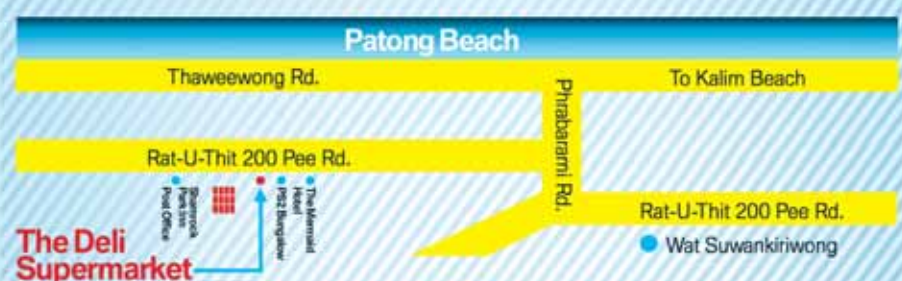 Patong Beach
Thaweewong Rd.
To Kalim Beach
Phrabarami Rd.
Rat-U-Thit 200 Pee Rd.
Shamrock
Park Inn
Post Office
PS2 Bangalow
The Mermaid
Hotel
Rat-U-Thit 200 Pee Rd.
Wat Suwankiriwong
The Deli
Supermarket